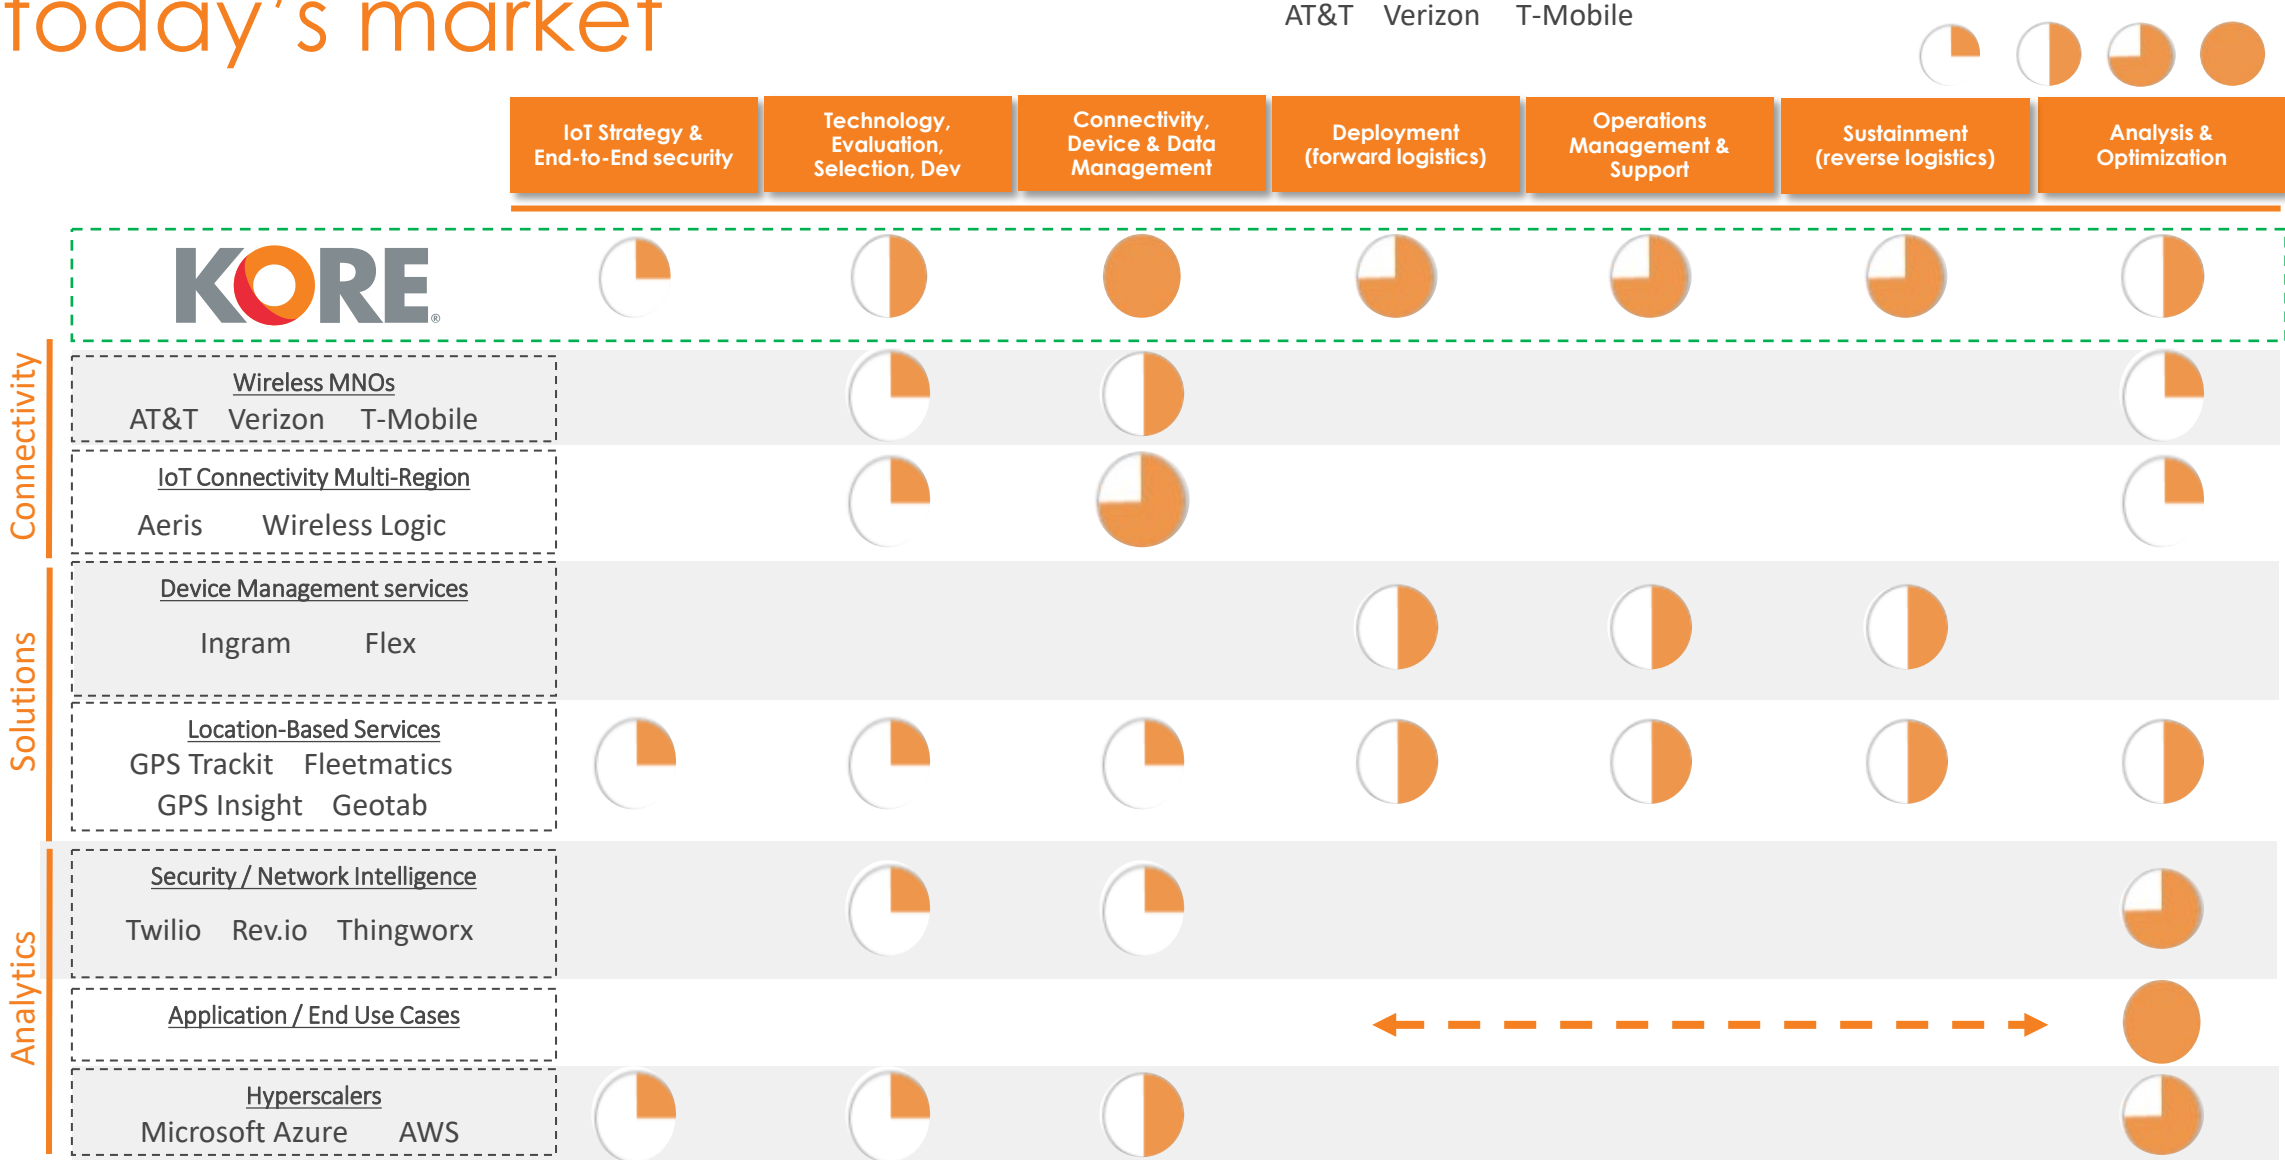 today's market
AT&T Verizon T-Mobile
IoT Strategy &
End-to-End security
Technology,
Evaluation,
Selection, Dev
Connectivity,
Device & Data
Management
Deployment
(forward logistics)
Operations
Management &
Support
Sustainment
(reverse logistics)
Analysis &
Optimization
KORE®
Connectivity
Wireless MNOs
AT&T Verizon T-Mobile
IoT Connectivity Multi-Region
Aeris Wireless Logic
Solutions
Device Management services
Ingram Flex
Location-Based Services
GPS Trackit Fleetmatics
GPS Insight Geotab
Analytics
Security / Network Intelligence
Twilio Rev.io Thingworx
Application / End Use Cases
Hyperscalers
Microsoft Azure AWS